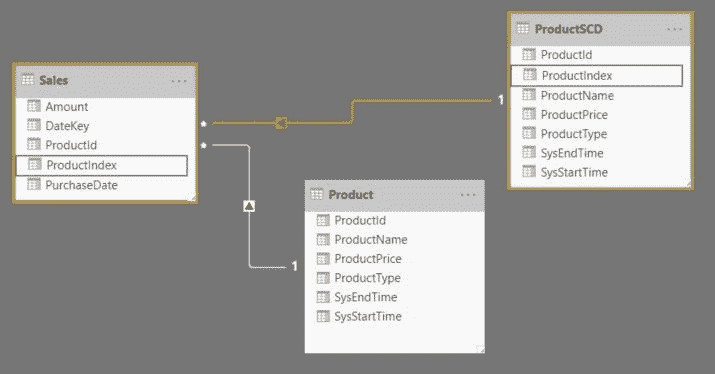 Sales
Amount
DateKey
ProductId
ProductIndex
PurchaseDate
*
*
1
ProductSCD
ProductId
ProductIndex
ProductName
ProductPrice
ProductType
SysEndTime
SysStartTime
1
Product
ProductId
ProductName
ProductPrice
ProductType
SysEndTime
SysStartTime